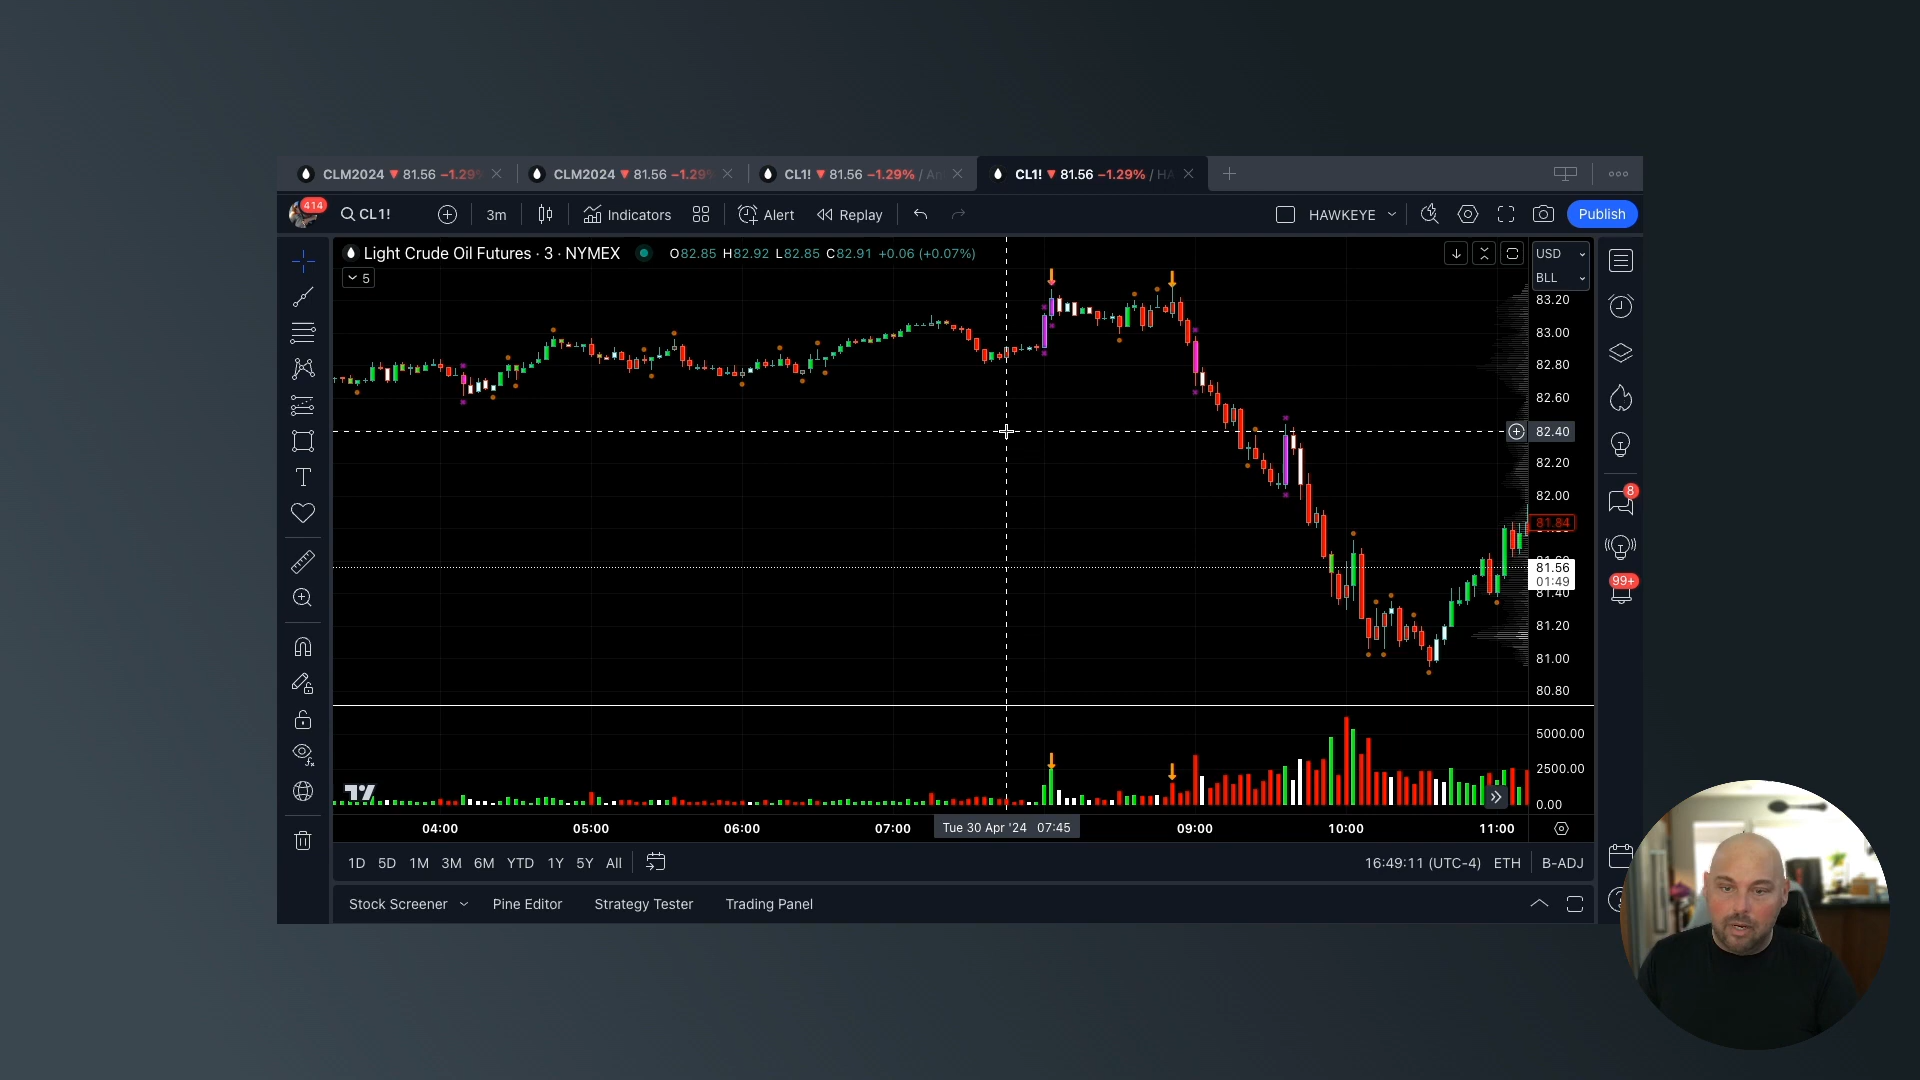 CLM2024 ▼ 81.56 −1.29%
CLM2024 ▼ 81.56 −1.29%
CL1! ▼ 81.56 −1.29% /
CL1! ▼ 81.56 −1.29% / HA
414
CL1!
3m
Indicators
Alert
Replay
HAWKEYE
Publish
Light Crude Oil Futures · 3 · NYMEX
O82.85 H82.92 L82.85 C82.91 +0.06 (+0.07%)
5
USD
BLL
83.20
83.00
82.80
82.60
82.40
82.20
82.00
81.84
81.56
01:49
81.40
81.20
81.00
80.80
5000.00
2500.00
0.00
8
99+
04:00
05:00
06:00
07:00
Tue 30 Apr '24 07:45
09:00
10:00
11:00
1D 5D 1M 3M 6M YTD 1Y 5Y All
16:49:11 (UTC-4) ETH B-ADJ
Stock Screener Pine Editor Strategy Tester Trading Panel